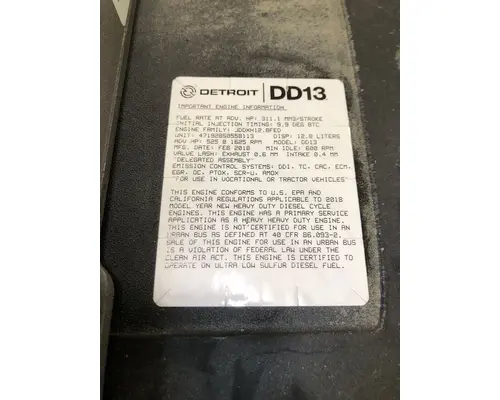 DETROIT DD13
IMPORTANT ENGINE INFORMATION
FUEL RATE AT ADV. HP: 311.1 MM3/STROKE
INITIAL INJECTION TIMING: 9.9 DEG BTC
ENGINE FAMILY: JDDXH12.8FED
UNIT: 471928S0558113 DISP: 12.8 LITERS
ADV. HP: 525 @ 1625 RPM MODEL: DD13
MFG. DATE: FEB 2018 MIN IDLE: 600 RPM
VALVE LASH: EXHAUST 0.6 MM INTAKE 0.4 MM
"DELEGATED ASSEMBLY"
EMISSION CONTROL SYSTEMS: DDI, TC, CAC, ECM,
EGR, OC, PTOX, SCR-U, AMOX
"FOR USE IN VOCATIONAL OR TRACTOR VEHICLES"
THIS ENGINE CONFORMS TO U.S. EPA AND
CALIFORNIA REGULATIONS APPLICABLE TO 2018
MODEL YEAR NEW HEAVY DUTY DIESEL CYCLE
ENGINES. THIS ENGINE HAS A PRIMARY SERVICE
APPLICATION AS A HEAVY HEAVY DUTY ENGINE.
THIS ENGINE IS NOT CERTIFIED FOR USE IN AN
URBAN BUS AS DEFINED AT 40 CFR 86.093-2.
SALE OF THIS ENGINE FOR USE IN AN URBAN BUS
IS A VIOLATION OF FEDERAL LAW UNDER THE
CLEAN AIR ACT. THIS ENGINE IS CERTIFIED TO
OPERATE ON ULTRA LOW SULFUR DIESEL FUEL.